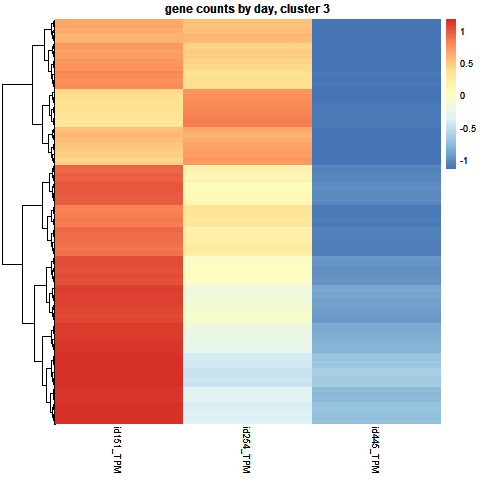 gene counts by day, cluster 3
1
0.5
0
-0.5
-1
id151_TPM
id254_TPM
id445_TPM